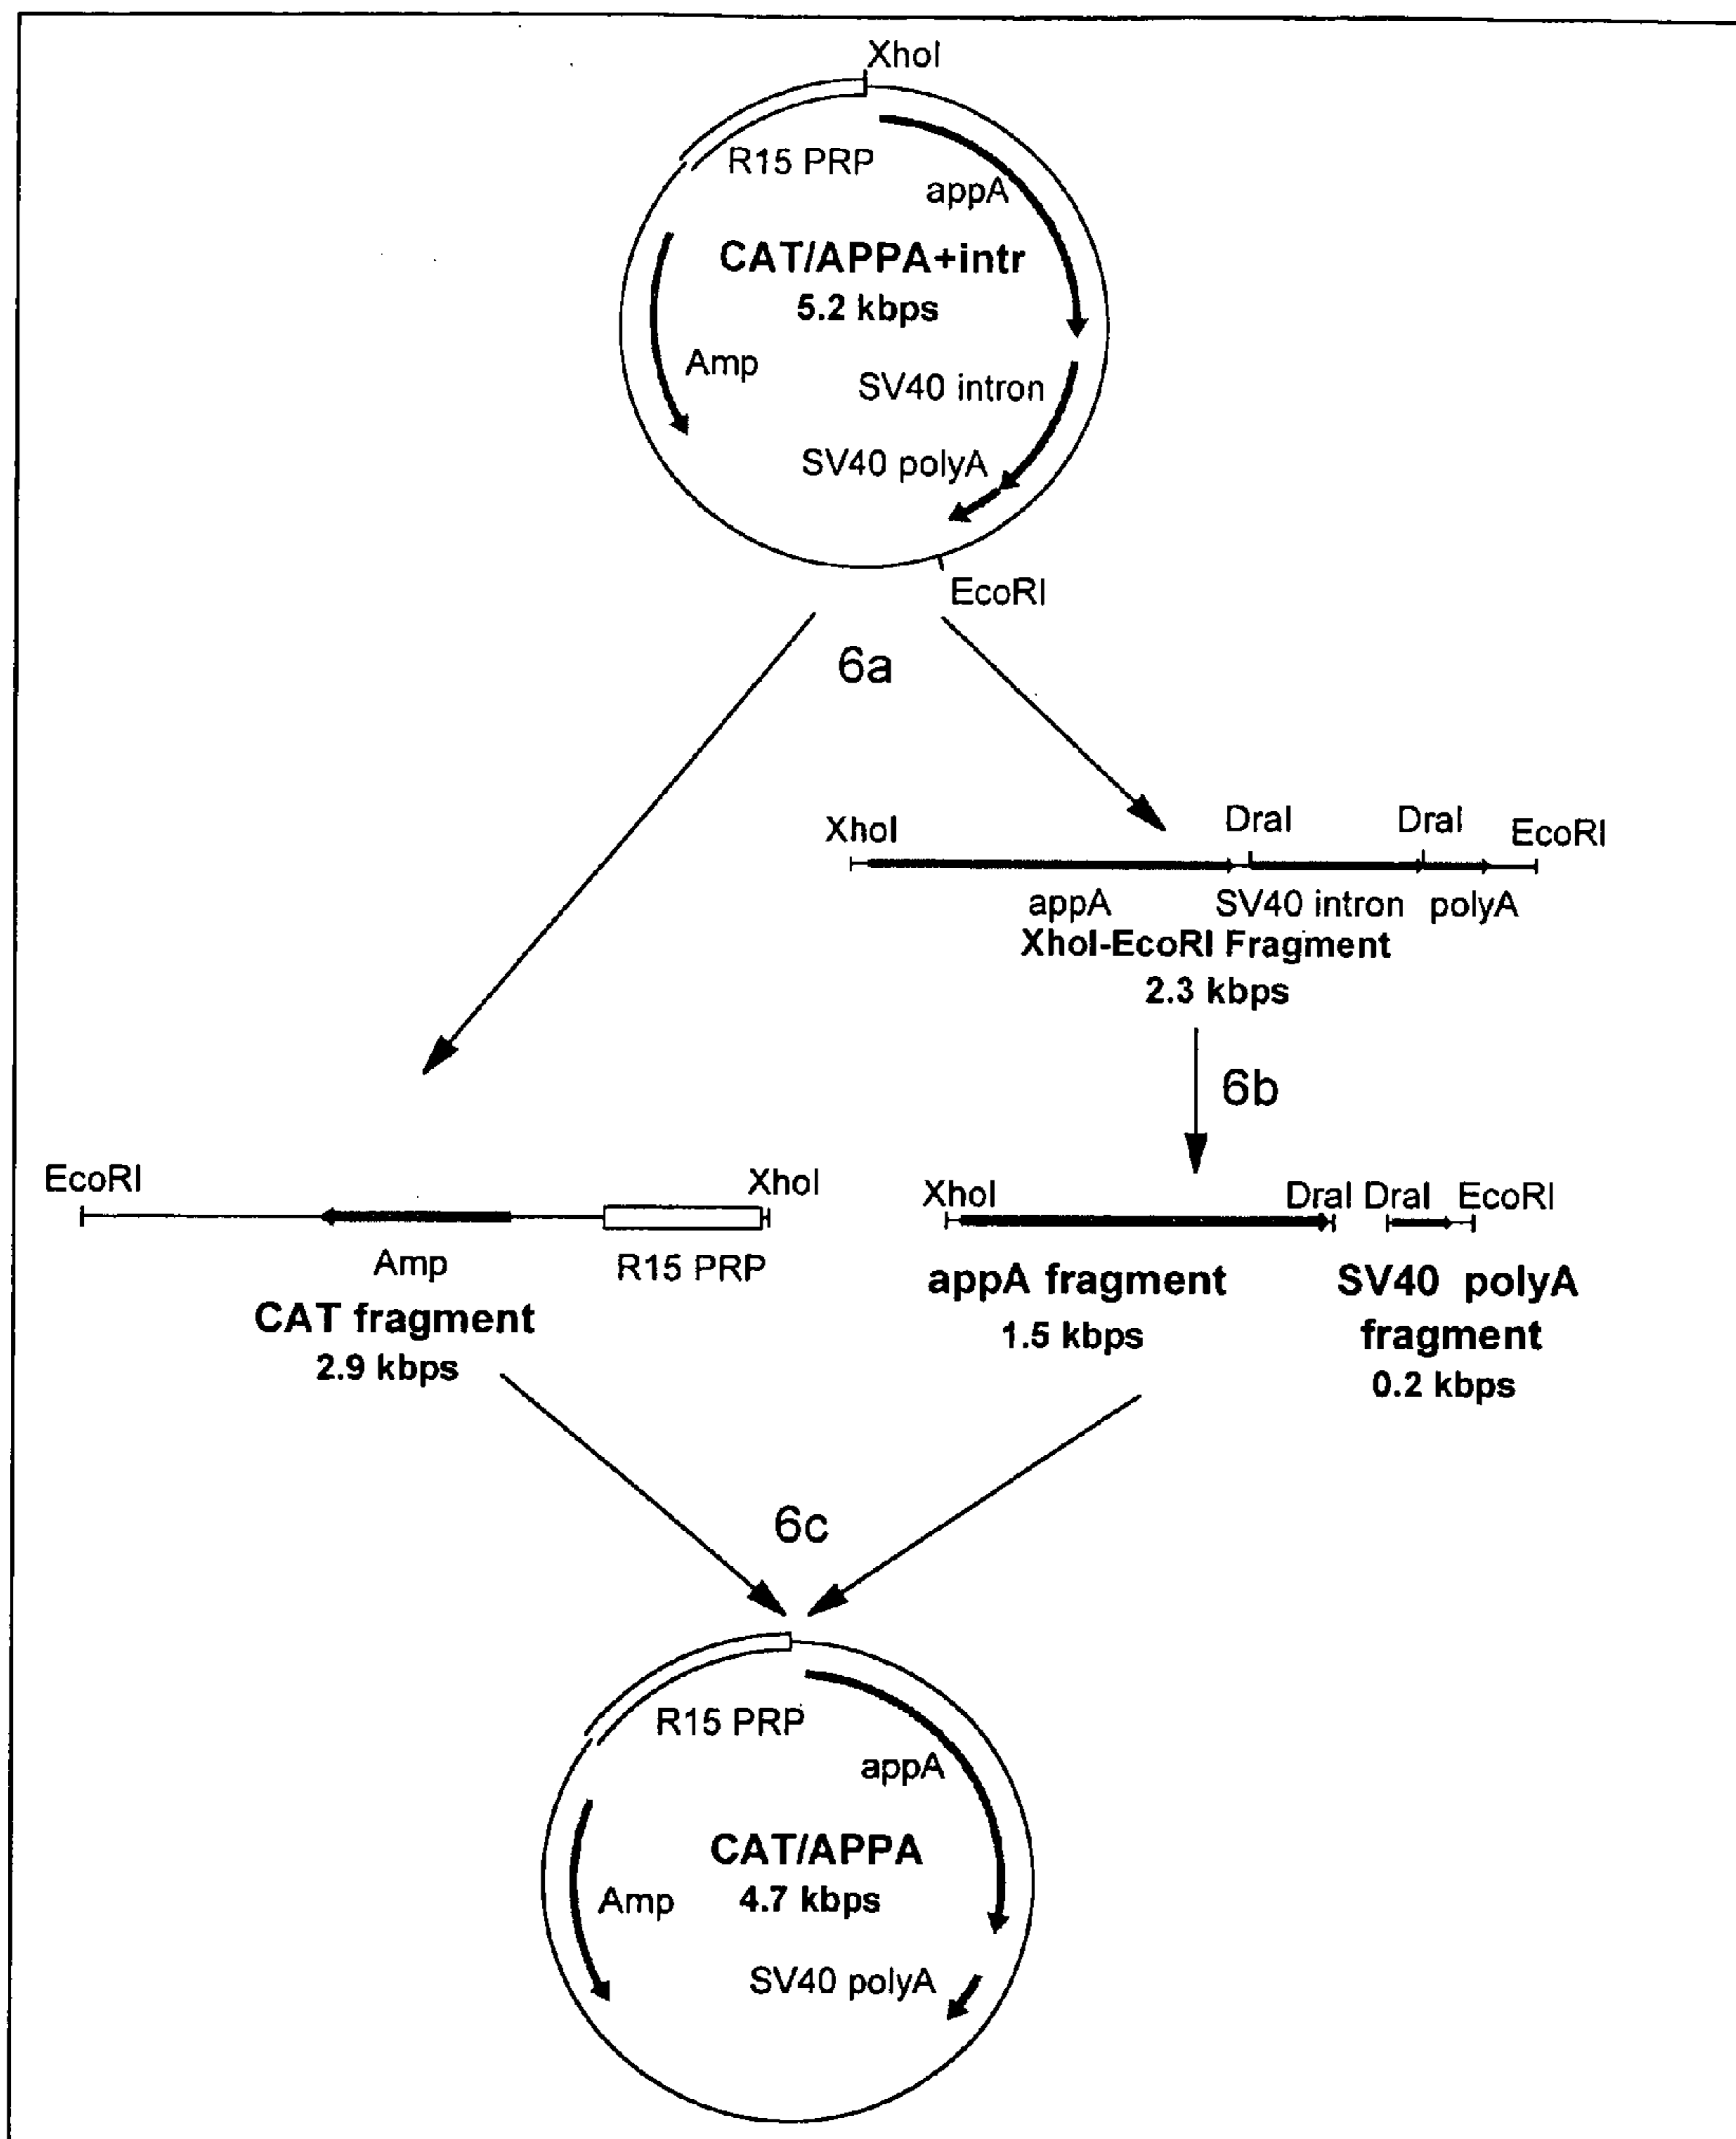 XhoI
R15 PRP
appA
CAT/APPA+intr
5.2 kbps
Amp
SV40 intron
SV40 polyA
EcoRI
6a
XhoI
DraI
DraI
EcoRI
appA
SV40 intron
polyA
XhoI-EcoRI Fragment
2.3 kbps
6b
EcoRI
XhoI
Amp
R15 PRP
CAT fragment
2.9 kbps
XhoI
DraI
DraI
EcoRI
appA fragment
1.5 kbps
SV40 polyA
fragment
0.2 kbps
6c
R15 PRP
appA
CAT/APPA
4.7 kbps
Amp
SV40 polyA